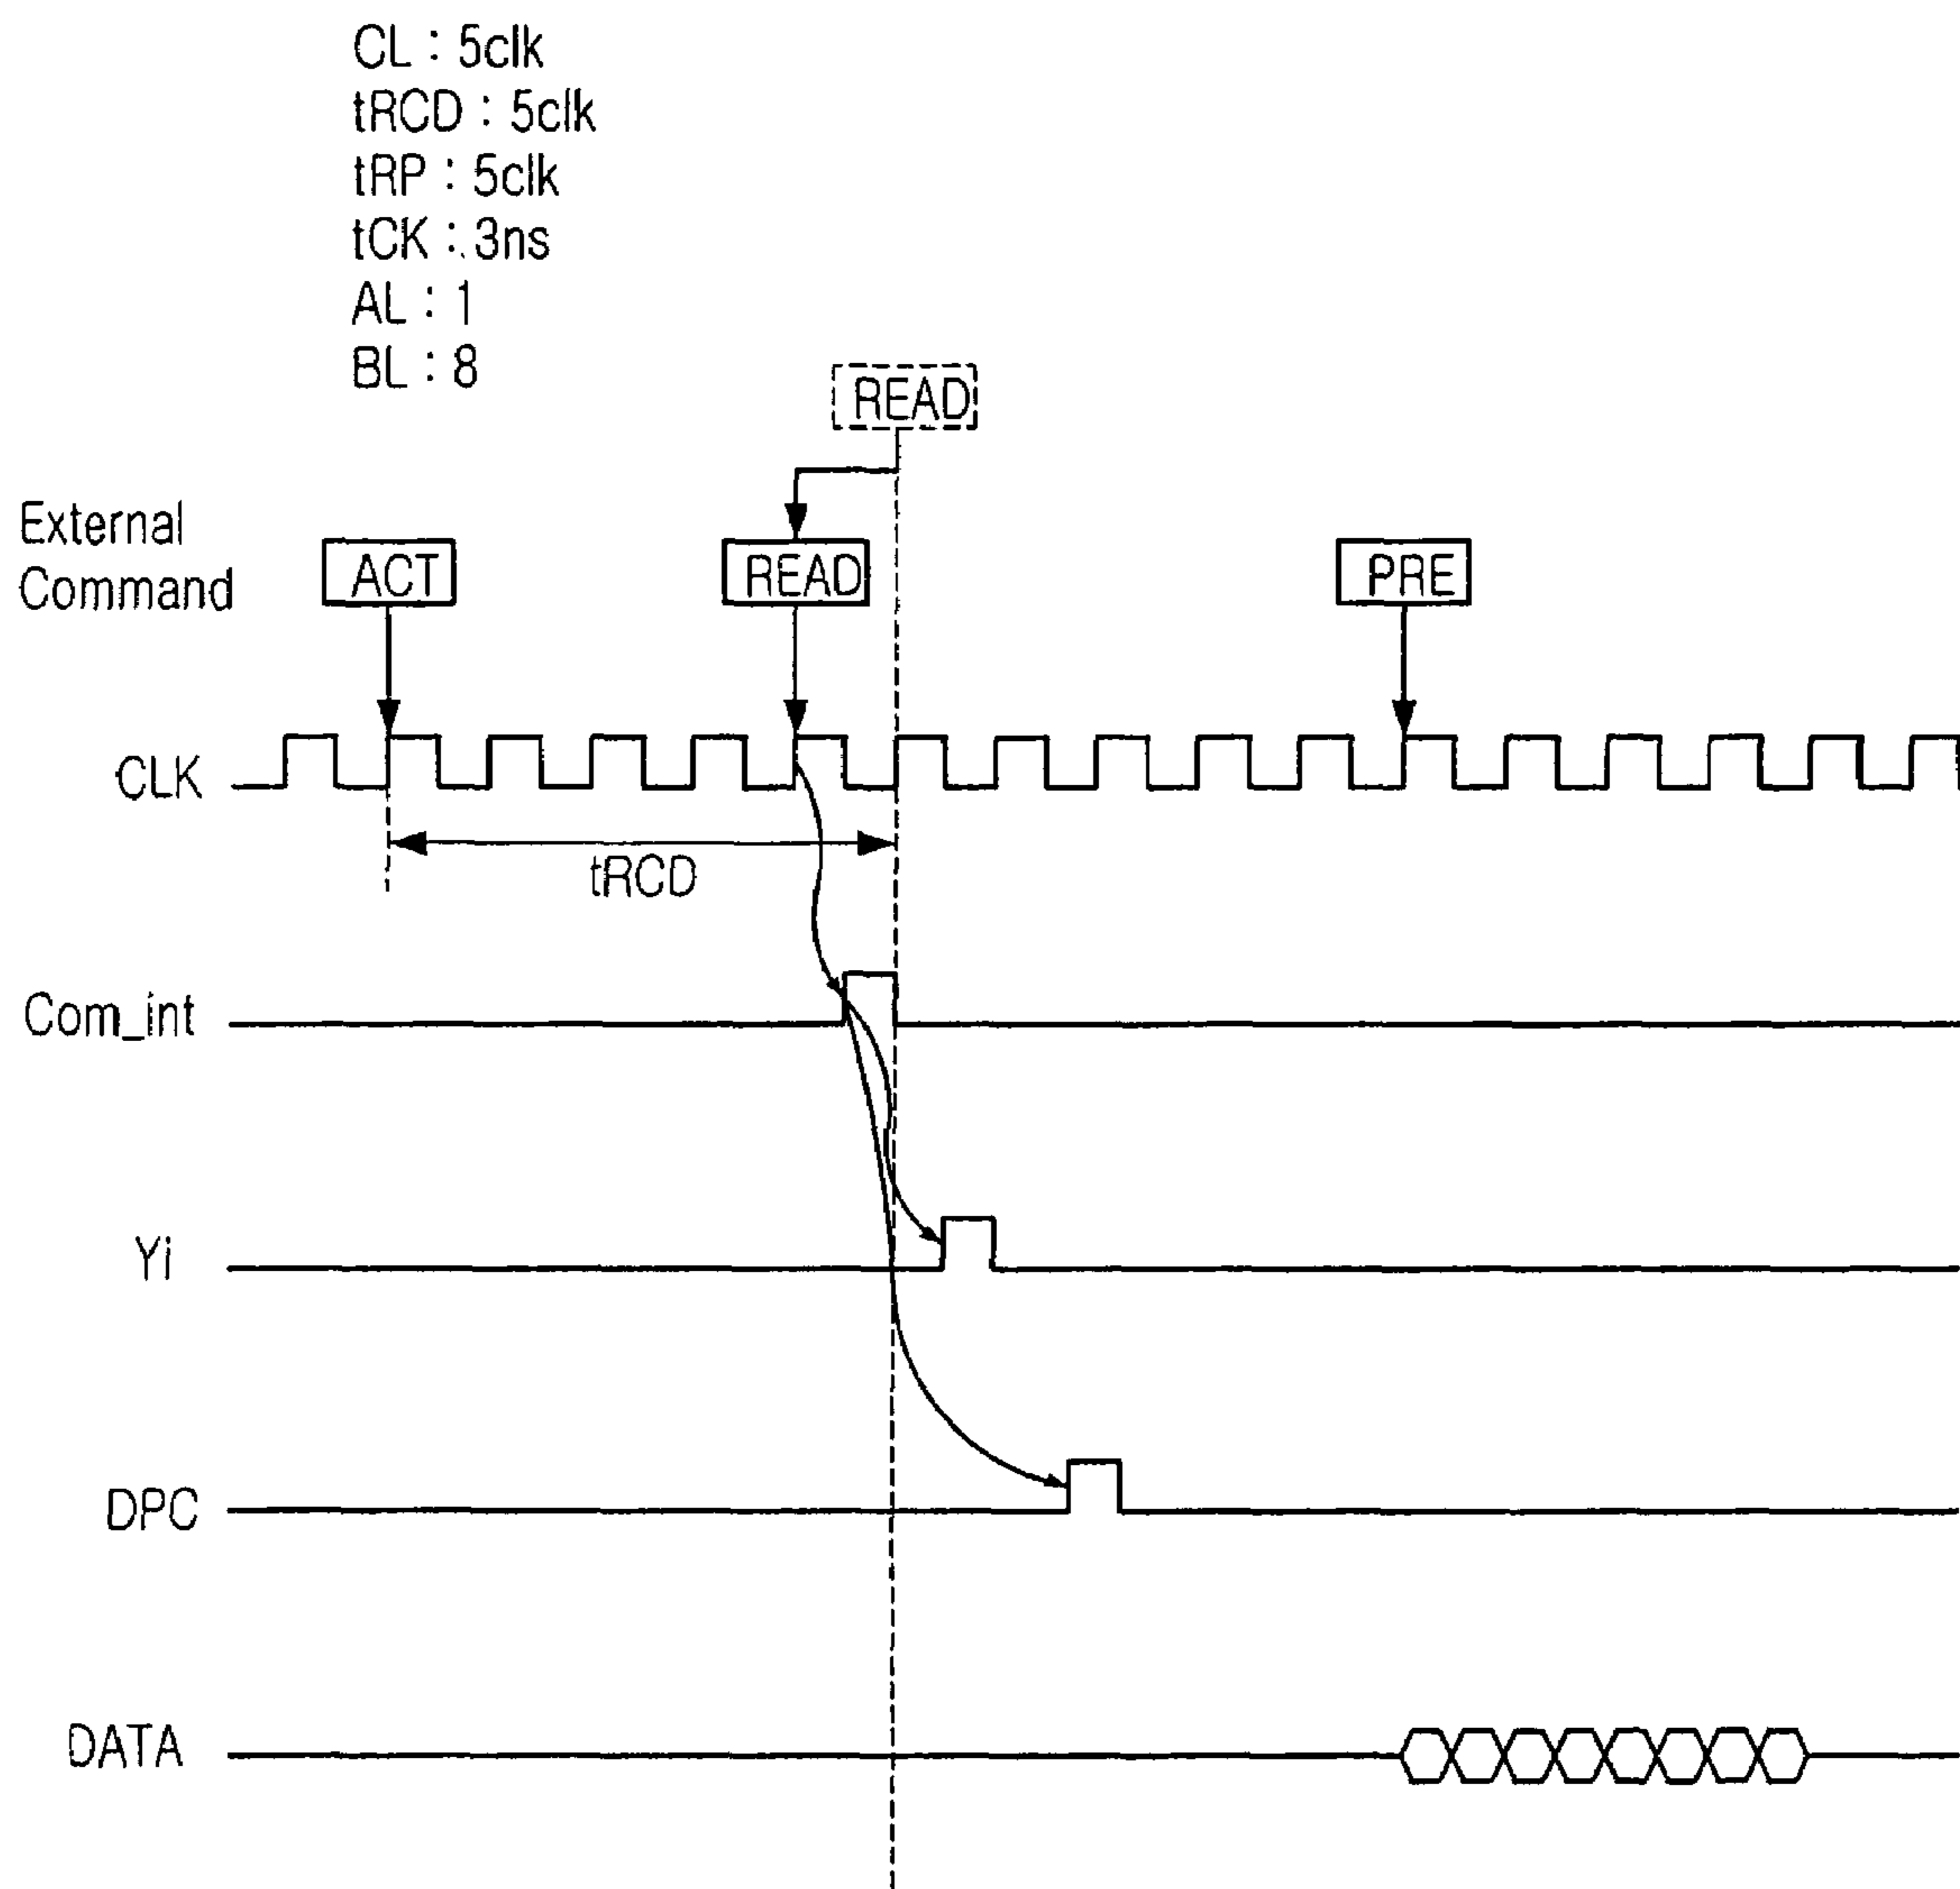 CL : 5clk
tRCD : 5clk
tRP : 5clk
tCK : 3ns
AL : 1
BL : 8
READ
External
Command
ACT
READ
PRE
CLK
tRCD
Com_int
Yi
DPC
DATA